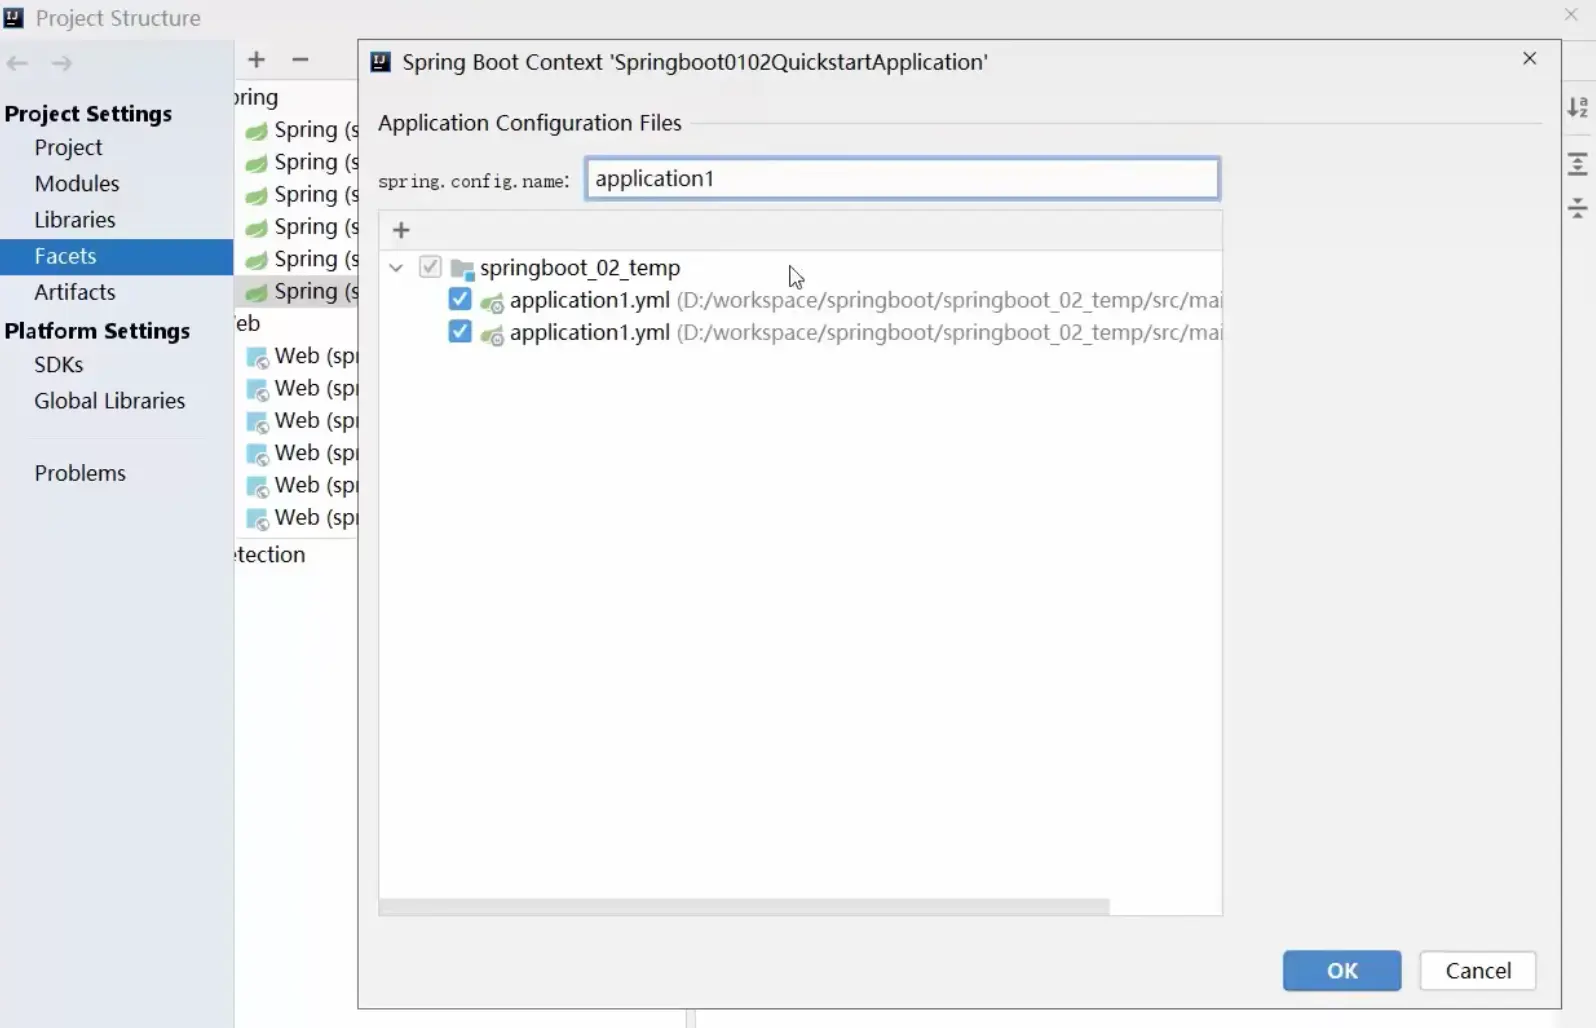 Project Structure
Project Settings
Project
Modules
Libraries
Facets
Artifacts
Platform Settings
SDKs
Global Libraries
Problems
pring
Spring (s
Spring (s
Spring (s
Spring (s
Spring (s
Spring (s
eb
Web (spr
Web (spr
Web (spr
Web (spr
Web (spr
Web (spr
etection
Spring Boot Context 'Springboot0102QuickstartApplication'
Application Configuration Files
spring.config.name: application1
springboot_02_temp
application1.yml (D:/workspace/springboot/springboot_02_temp/src/mai
application1.yml (D:/workspace/springboot/springboot_02_temp/src/mai
OK Cancel